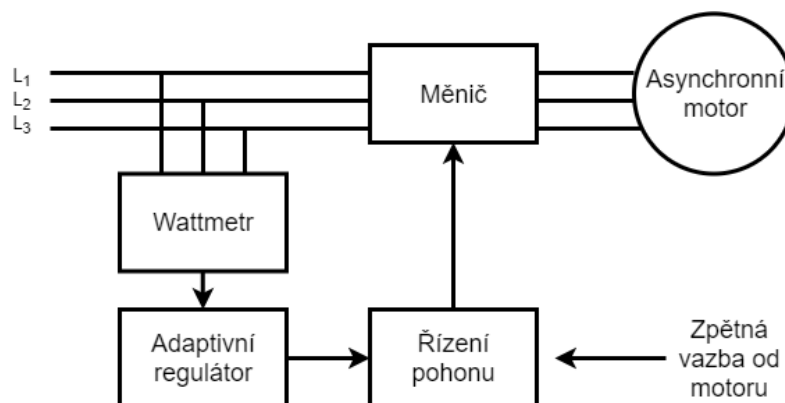 L1
L2
L3
Měnič
Asynchronní
motor
Wattmetr
Adaptivní
regulátor
Řízení
pohonu
Zpětná
vazba od
motoru